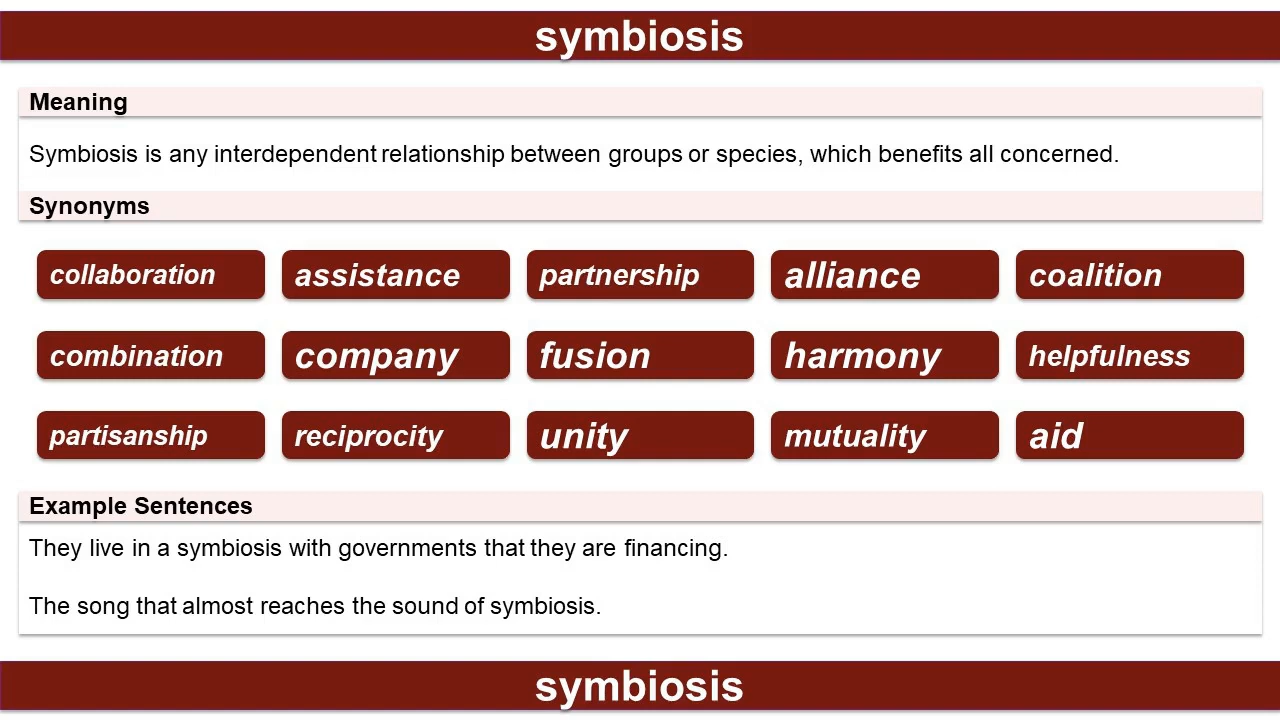 symbiosis
Meaning
Symbiosis is any interdependent relationship between groups or species, which benefits all concerned.
Synonyms
collaboration assistance partnership alliance coalition
combination company fusion harmony helpfulness
partisanship reciprocity unity mutuality aid
Example Sentences
They live in a symbiosis with governments that they are financing.
The song that almost reaches the sound of symbiosis.
symbiosis